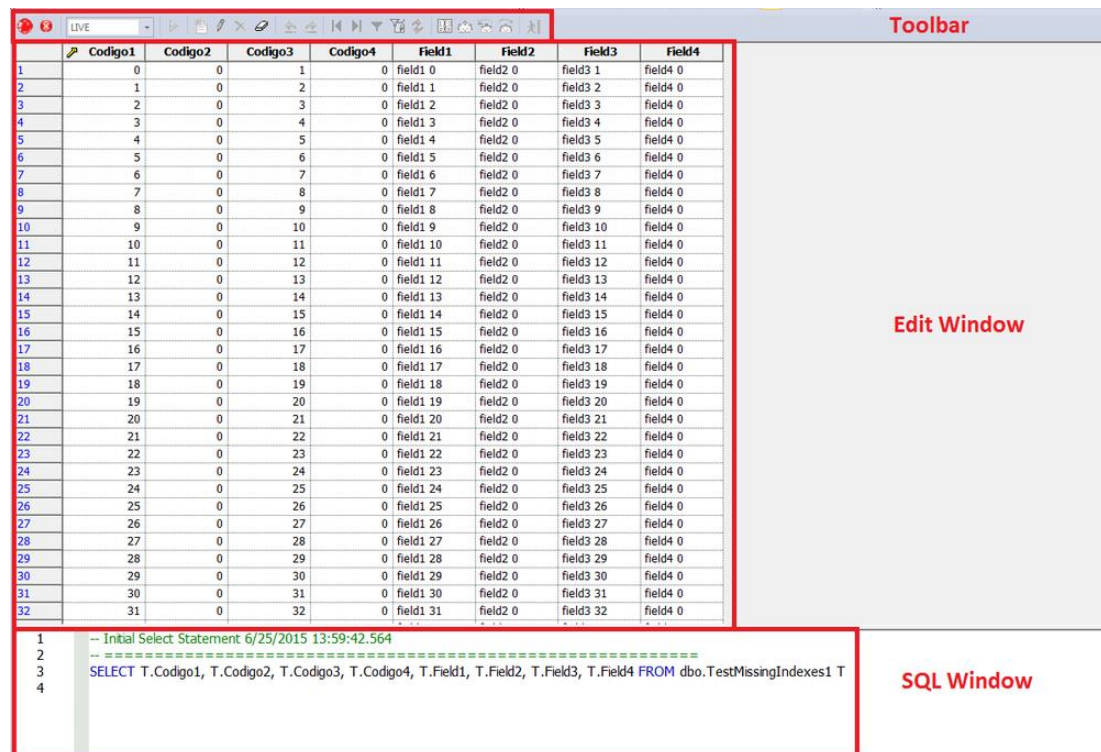 LIVE Toolbar
Codigo1 Codigo2 Codigo3 Codigo4 Field1 Field2 Field3 Field4
1 0 0 1 0 field1 0 field2 0 field3 1 field4 0
2 1 0 2 0 field1 1 field2 0 field3 2 field4 0
3 2 0 3 0 field1 2 field2 0 field3 3 field4 0
4 3 0 4 0 field1 3 field2 0 field3 4 field4 0
5 4 0 5 0 field1 4 field2 0 field3 5 field4 0
6 5 0 6 0 field1 5 field2 0 field3 6 field4 0
7 6 0 7 0 field1 6 field2 0 field3 7 field4 0
8 7 0 8 0 field1 7 field2 0 field3 8 field4 0
9 8 0 9 0 field1 8 field2 0 field3 9 field4 0
10 9 0 10 0 field1 9 field2 0 field3 10 field4 0
11 10 0 11 0 field1 10 field2 0 field3 11 field4 0
12 11 0 12 0 field1 11 field2 0 field3 12 field4 0
13 12 0 13 0 field1 12 field2 0 field3 13 field4 0
14 13 0 14 0 field1 13 field2 0 field3 14 field4 0
15 14 0 15 0 field1 14 field2 0 field3 15 field4 0
16 15 0 16 0 field1 15 field2 0 field3 16 field4 0
Edit Window
17 16 0 17 0 field1 16 field2 0 field3 17 field4 0
18 17 0 18 0 field1 17 field2 0 field3 18 field4 0
19 18 0 19 0 field1 18 field2 0 field3 19 field4 0
20 19 0 20 0 field1 19 field2 0 field3 20 field4 0
21 20 0 21 0 field1 20 field2 0 field3 21 field4 0
22 21 0 22 0 field1 21 field2 0 field3 22 field4 0
23 22 0 23 0 field1 22 field2 0 field3 23 field4 0
24 23 0 24 0 field1 23 field2 0 field3 24 field4 0
25 24 0 25 0 field1 24 field2 0 field3 25 field4 0
26 25 0 26 0 field1 25 field2 0 field3 26 field4 0
27 26 0 27 0 field1 26 field2 0 field3 27 field4 0
28 27 0 28 0 field1 27 field2 0 field3 28 field4 0
29 28 0 29 0 field1 28 field2 0 field3 29 field4 0
30 29 0 30 0 field1 29 field2 0 field3 30 field4 0
31 30 0 31 0 field1 30 field2 0 field3 31 field4 0
32 31 0 32 0 field1 31 field2 0 field3 32 field4 0
1 -- Initial Select Statement 6/25/2015 13:59:42.564
2 -- ============================================================
3 SELECT T.Codigo1, T.Codigo2, T.Codigo3, T.Codigo4, T.Field1, T.Field2, T.Field3, T.Field4 FROM dbo.TestMissingIndexes1 T
4
SQL Window